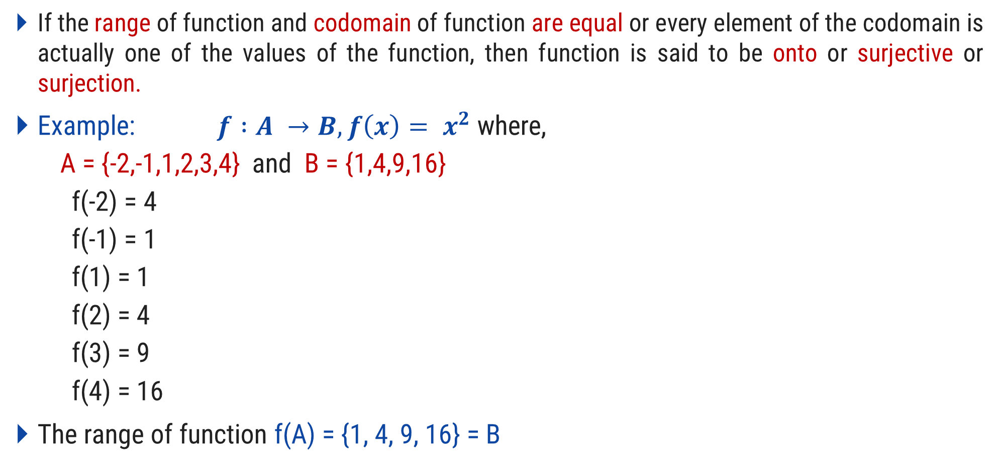 If the range of function and codomain of function are equal or every element of the codomain is
actually one of the values of the function, then function is said to be onto or surjective or
surjection.
Example: f : A → B, f(x) = x² where,
A = {-2,-1,1,2,3,4} and B = {1,4,9,16}
f(-2) = 4
f(-1) = 1
f(1) = 1
f(2) = 4
f(3) = 9
f(4) = 16
The range of function f(A) = {1, 4, 9, 16} = B